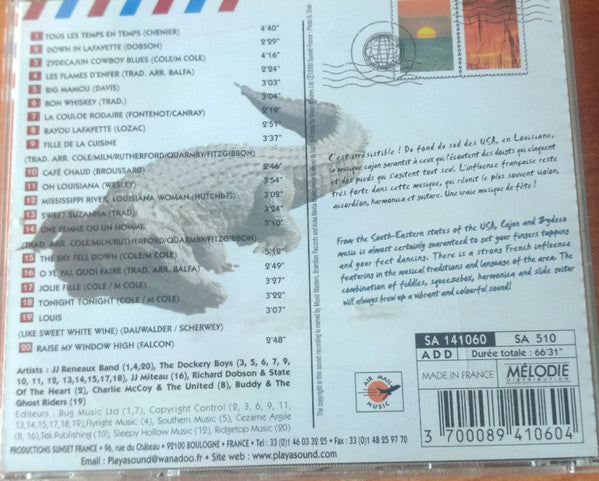 1 TOUS LES TEMPS EN TEMPS (CHENIER) 4'40"
2 DOWN IN LAFAYETTE (DOBSON) 2'29"
3 ZYDECAJUN COWBOY BLUES (COLE/M COLE) 4'16"
4 LES FLAMES D'ENFER (TRAD. ARR. BALFA) 2'24"
5 BIG MAMOU (DAVIS) 3'03"
6 BON WHISKEY (TRAD.) 3'04"
7 LA COULOE RODAIRE (FONTENOT/CANRAY) 2'19"
8 BAYOU LAFAYETTE (LOZAC) 2'51"
9 FILLE DE LA CUISINE 3'37"
(TRAD. ARR. COLE/MILN/RUTHERFORD/QUARMBY/FITZGIBBON)
10 CAFÉ CHAUD (BROUSSARD) 2'46"
11 OH LOUISIANA (WESLEY) 3'54"
12 MISSISSIPPI RIVER, LOUISIANA WOMAN (HUTCHINS) 3'09"
13 SWEET SUZANNA (TRAD.) 3'24"
14 UNE FEMME OU UN HOMME 3'10"
(TRAD ARR. COLE/MILN/RUTHERFORD/QUARMBY/FITZGIBBON)
15 THE SKY FELL DOWN (COLE/M COLE) 5'12"
16 O YE YAI QUOI FAIRE (TRAD. ARR. BALFA) 2'49"
17 JOLIE FILLE (COLE / M COLE) 3'27"
18 TONIGHT TONIGHT (COLE / M COLE) 3'22"
19 LOUIS 3'07"
(LIKE SWEET WHITE WINE) (DAUWALDER / SCHERWEY)
20 RAISE MY WINDOW HIGH (FALCON) 2'48"
Artists : JJ Reneaux Band (1,4,20), The Dockery Boys (3, 5, 6, 7, 9,
10, 11, 12, 13,14,15,17,18), JJ Miteau (16), Richard Dobson & State
Of The Heart (2), Charlie McCoy & The United (8), Buddy & The
Ghost Riders (19)
Editeurs : Bug Music Ltd (1,7), Copyright Control (2, 3, 6, 9, 11,
13,14,15,17,18,19),Flyright Music (4), Southern Music (5), Cezame Argile
(8, 16),Tek Publishing (10), Sleepy Hollow Music (12), Ridgetop Music (20)
PRODUCTIONS SUNSET FRANCE • 96, rue du Château • 92100 BOULOGNE • FRANCE • Tel : 33 (0)1 46 03 32 25 • Fax : 33 (0)1 48 25 97 70
Email : Playasound@wanadoo.fr • Site web : www.playasound.com
C'est irrésistible ! Du fond du sud des USA, en Louisiane,
la musique cajun garantit à ceux qui l'écoutent des doigts qui claquent
et des pieds qui s'agitent tout seul. L'influence française reste
très forte dans cette musique, qui réunit le plus souvent violon,
accordéon, harmonica et guitare. Une vraie musique de fête !
From the South-Eastern states of the USA, Cajun and Zydeco
music is almost certainly guaranteed to set your fingers tapping
and your feet dancing. There is a strong French influence
featuring in the musical traditions and language of the area. The
combination of fiddles, squeezebox, harmonica and slide guitar
will always brew up a vibrant and colourful sound!
AIR MAIL
MUSIC
SA 141060 SA 510
ADD Durée totale : 66'31"
MADE IN FRANCE MÉLODIE
DISTRIBUTION
3 700089 410604